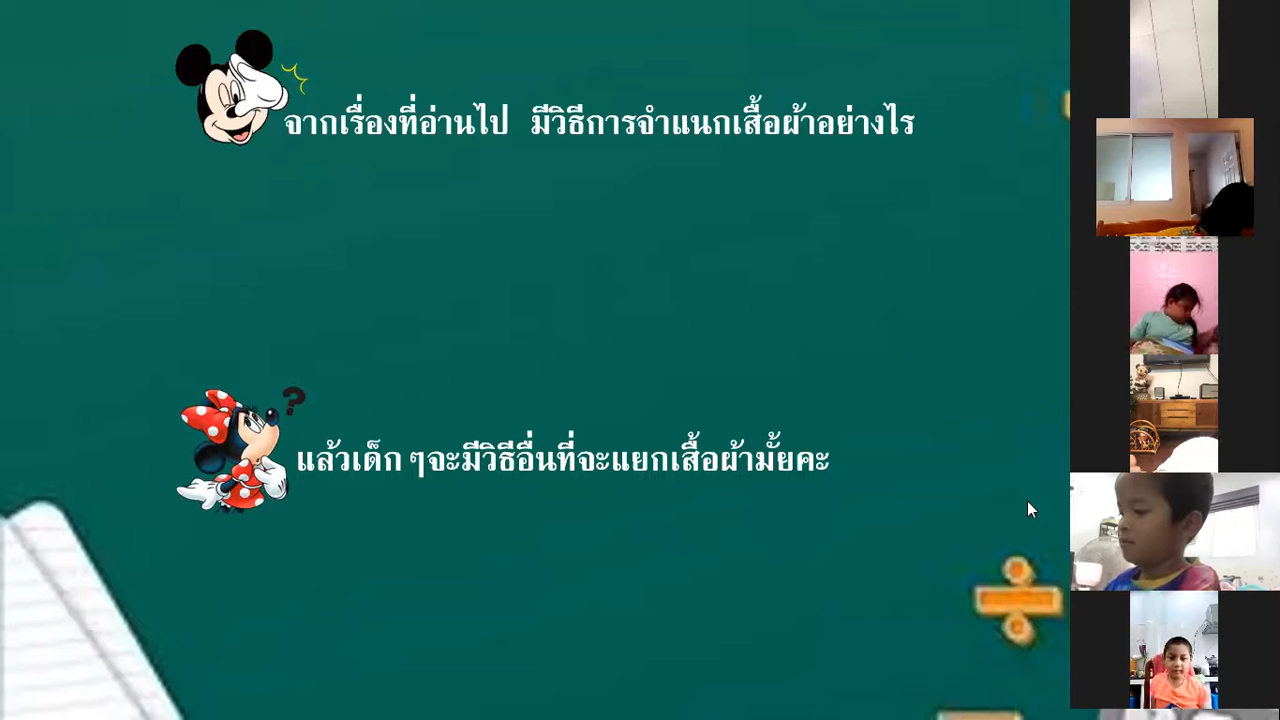 จากเรื่องที่อ่านไป มีวิธีการจำแนกเสื้อผ้าอย่างไร
?
แล้วเด็ก ๆจะมีวิธีอื่นที่จะแยกเสื้อผ้ามั้ยคะ